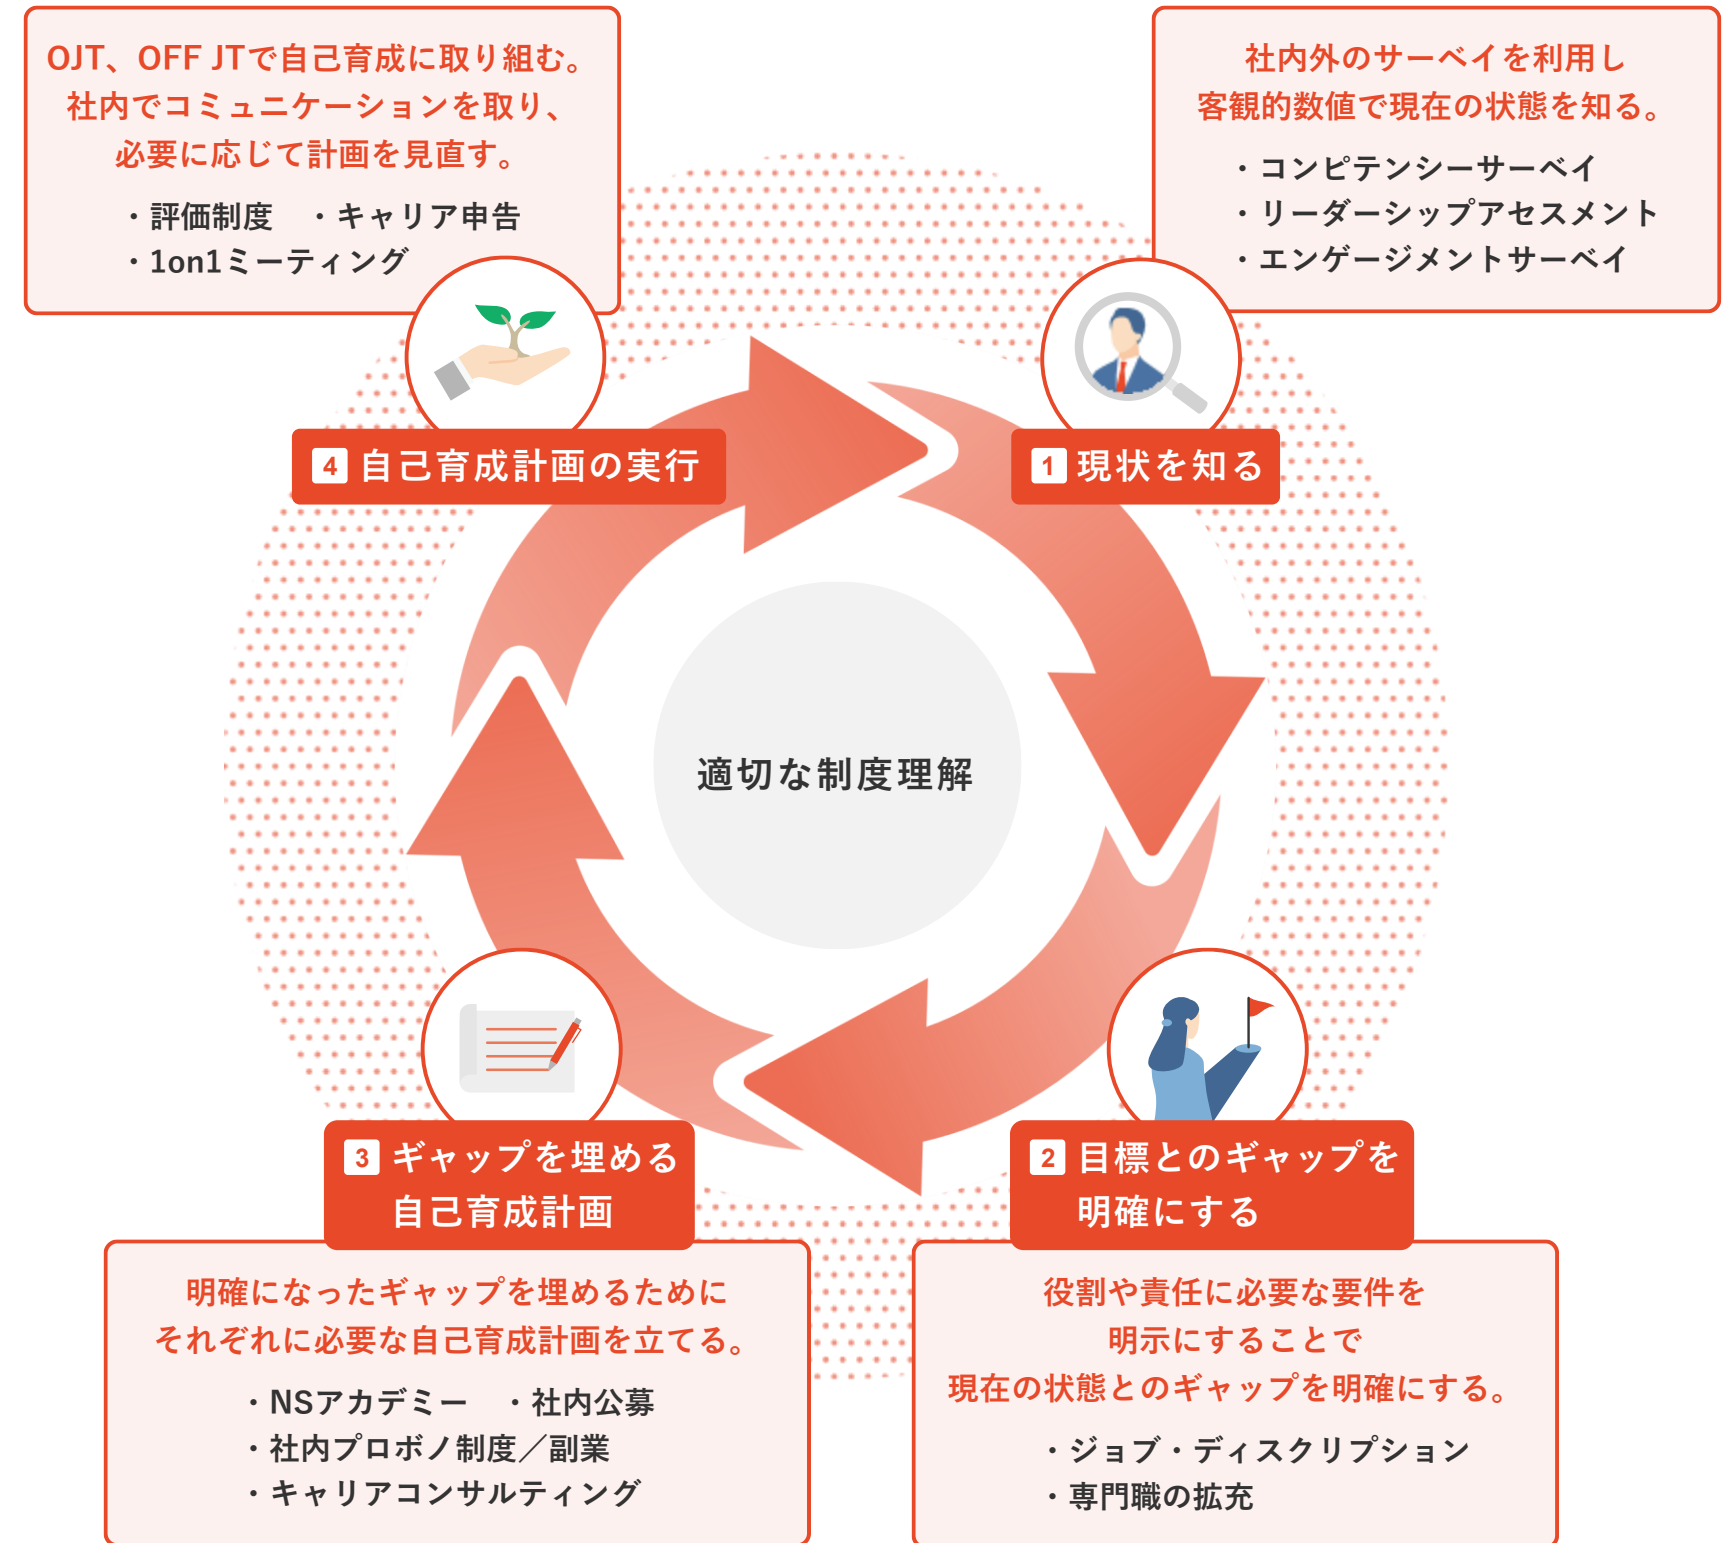 OJT、OFF JTで自己育成に取り組む。
社内でコミュニケーションを取り、
必要に応じて計画を見直す。
・評価制度　・キャリア申告
・1on1ミーティング
4 自己育成計画の実行
社内外のサーベイを利用し
客観的数値で現在の状態を知る。
・コンピテンシーサーベイ
・リーダーシップアセスメント
・エンゲージメントサーベイ
1 現状を知る
適切な制度理解
3 ギャップを埋める
自己育成計画
明確になったギャップを埋めるために
それぞれに必要な自己育成計画を立てる。
・NSアカデミー　・社内公募
・社内プロボノ制度／副業
・キャリアコンサルティング
2 目標とのギャップを
明確にする
役割や責任に必要な要件を
明示にすることで
現在の状態とのギャップを明確にする。
・ジョブ・ディスクリプション
・専門職の拡充